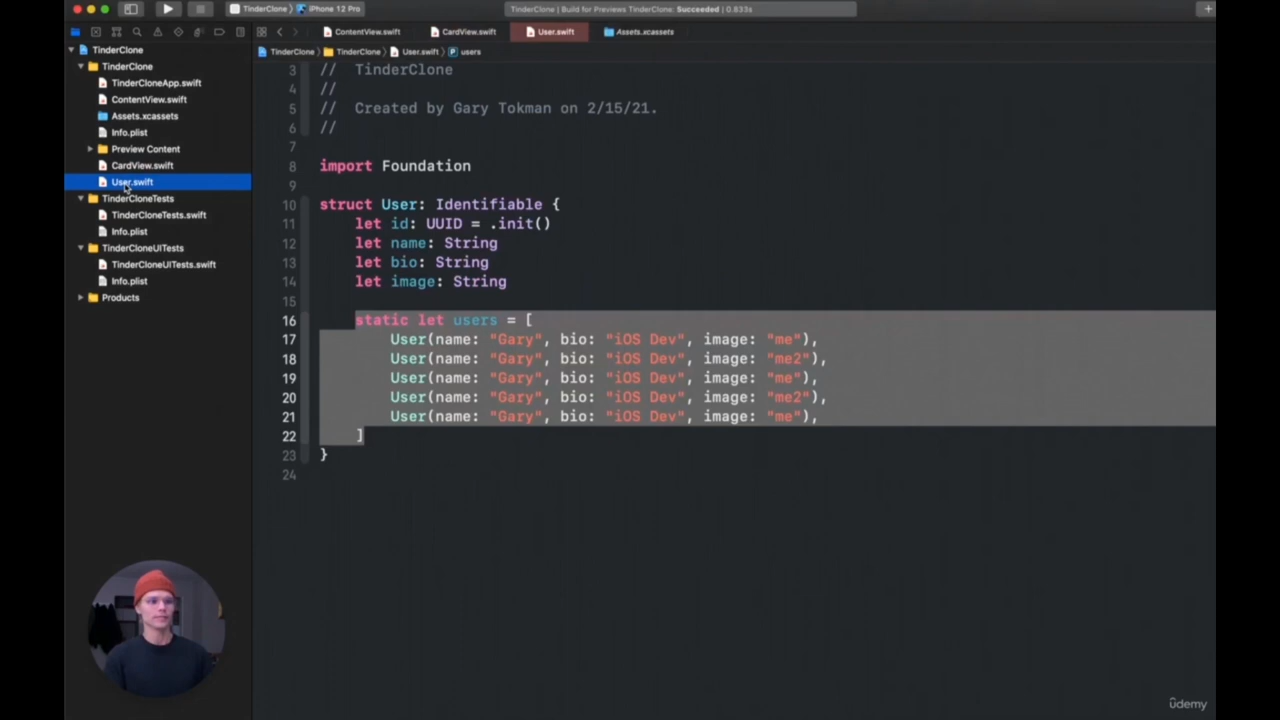 TinderClone
iPhone 12 Pro
TinderClone | Build for Previews TinderClone: Succeeded | 0.833s
ContentView.swift
CardView.swift
User.swift
Assets.xcassets
TinderClone
TinderClone
User.swift
P users
TinderClone
TinderClone
TinderCloneApp.swift
ContentView.swift
Assets.xcassets
Info.plist
Preview Content
CardView.swift
User.swift
TinderCloneTests
TinderCloneTests.swift
Info.plist
TinderCloneUITests
TinderCloneUITests.swift
Info.plist
Products
3 // TinderClone
4 //
5 // Created by Gary Tokman on 2/15/21.
6 //
7
8 import Foundation
9
10 struct User: Identifiable {
11 let id: UUID = .init()
12 let name: String
13 let bio: String
14 let image: String
15
16 static let users = [
17 User(name: "Gary", bio: "iOS Dev", image: "me"),
18 User(name: "Gary", bio: "iOS Dev", image: "me2"),
19 User(name: "Gary", bio: "iOS Dev", image: "me"),
20 User(name: "Gary", bio: "iOS Dev", image: "me2"),
21 User(name: "Gary", bio: "iOS Dev", image: "me"),
22 ]
23 }
24
ûdemy